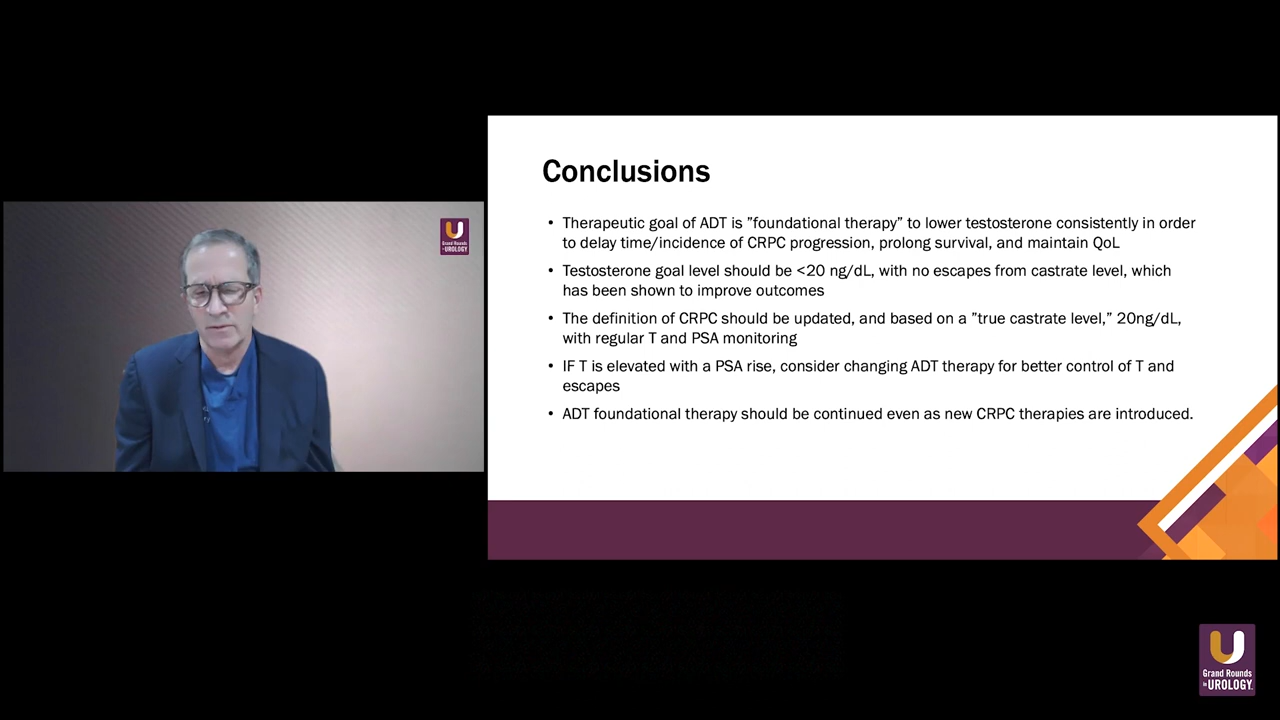 Grand Rounds
in UROLOGY
Conclusions
• Therapeutic goal of ADT is ”foundational therapy” to lower testosterone consistently in order
to delay time/incidence of CRPC progression, prolong survival, and maintain QoL
• Testosterone goal level should be <20 ng/dL, with no escapes from castrate level, which
has been shown to improve outcomes
• The definition of CRPC should be updated, and based on a ”true castrate level,” 20ng/dL,
with regular T and PSA monitoring
• IF T is elevated with a PSA rise, consider changing ADT therapy for better control of T and
escapes
• ADT foundational therapy should be continued even as new CRPC therapies are introduced.
Grand Rounds
in UROLOGY